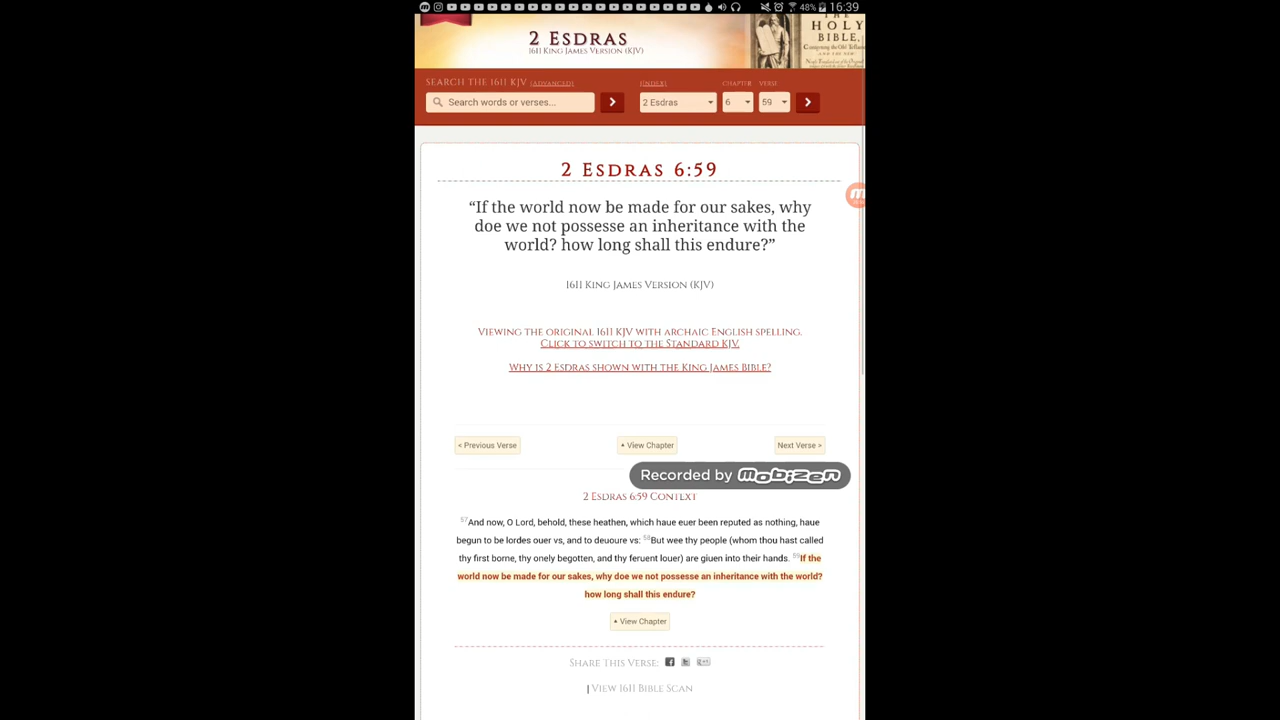 48% 16:39
2 ESDRAS
1611 KING JAMES VERSION (KJV)
THE
HOLY
BIBLE,
SEARCH THE 1611 KJV [ADVANCED]
[INDEX] CHAPTER VERSE
Search words or verses... 2 Esdras 6 59
2 ESDRAS 6:59
“If the world now be made for our sakes, why
doe we not possesse an inheritance with the
world? how long shall this endure?”
1611 KING JAMES VERSION (KJV)
VIEWING THE ORIGINAL 1611 KJV WITH ARCHAIC ENGLISH SPELLING.
CLICK TO SWITCH TO THE STANDARD KJV.
WHY IS 2 ESDRAS SHOWN WITH THE KING JAMES BIBLE?
< Previous Verse View Chapter Next Verse >
Recorded by mobizen
2 ESDRAS 6:59 CONTEXT
57And now, O Lord, behold, these heathen, which haue euer been reputed as nothing, haue
begun to be lordes ouer vs, and to deuoure vs: 58But wee thy people (whom thou hast called
thy first borne, thy onely begotten, and thy feruent louer) are giuen into their hands. 59If the
world now be made for our sakes, why doe we not possesse an inheritance with the world?
how long shall this endure?
View Chapter
SHARE THIS VERSE:
| VIEW 1611 BIBLE SCAN